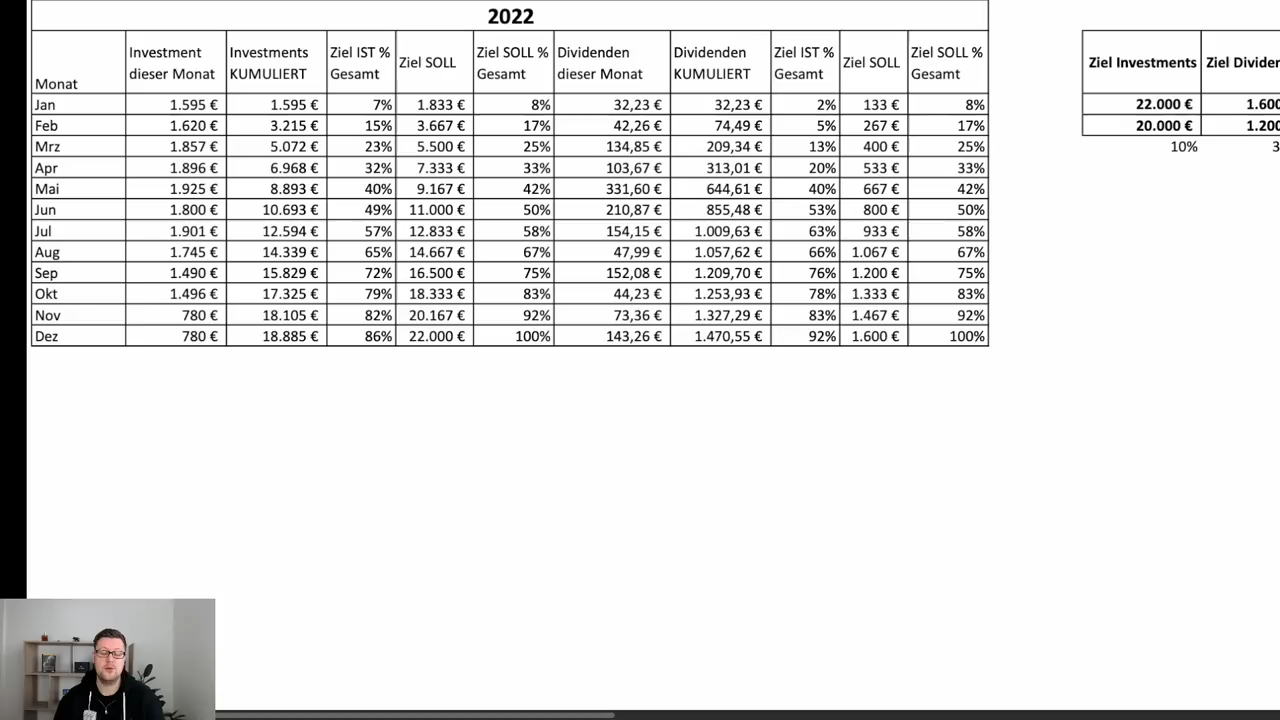 2022
Monat Investment dieser Monat Investments KUMULIERT Ziel IST % Gesamt Ziel SOLL Ziel SOLL % Gesamt Dividenden dieser Monat Dividenden KUMULIERT Ziel IST % Gesamt Ziel SOLL Ziel SOLL % Gesamt
Jan 1.595 € 1.595 € 7% 1.833 € 8% 32,23 € 32,23 € 2% 133 € 8%
Feb 1.620 € 3.215 € 15% 3.667 € 17% 42,26 € 74,49 € 5% 267 € 17%
Mrz 1.857 € 5.072 € 23% 5.500 € 25% 134,85 € 209,34 € 13% 400 € 25%
Apr 1.896 € 6.968 € 32% 7.333 € 33% 103,67 € 313,01 € 20% 533 € 33%
Mai 1.925 € 8.893 € 40% 9.167 € 42% 331,60 € 644,61 € 40% 667 € 42%
Jun 1.800 € 10.693 € 49% 11.000 € 50% 210,87 € 855,48 € 53% 800 € 50%
Jul 1.901 € 12.594 € 57% 12.833 € 58% 154,15 € 1.009,63 € 63% 933 € 58%
Aug 1.745 € 14.339 € 65% 14.667 € 67% 47,99 € 1.057,62 € 66% 1.067 € 67%
Sep 1.490 € 15.829 € 72% 16.500 € 75% 152,08 € 1.209,70 € 76% 1.200 € 75%
Okt 1.496 € 17.325 € 79% 18.333 € 83% 44,23 € 1.253,93 € 78% 1.333 € 83%
Nov 780 € 18.105 € 82% 20.167 € 92% 73,36 € 1.327,29 € 83% 1.467 € 92%
Dez 780 € 18.885 € 86% 22.000 € 100% 143,26 € 1.470,55 € 92% 1.600 € 100%
Ziel Investments Ziel Dividen
22.000 € 1.600
20.000 € 1.200
10% 3